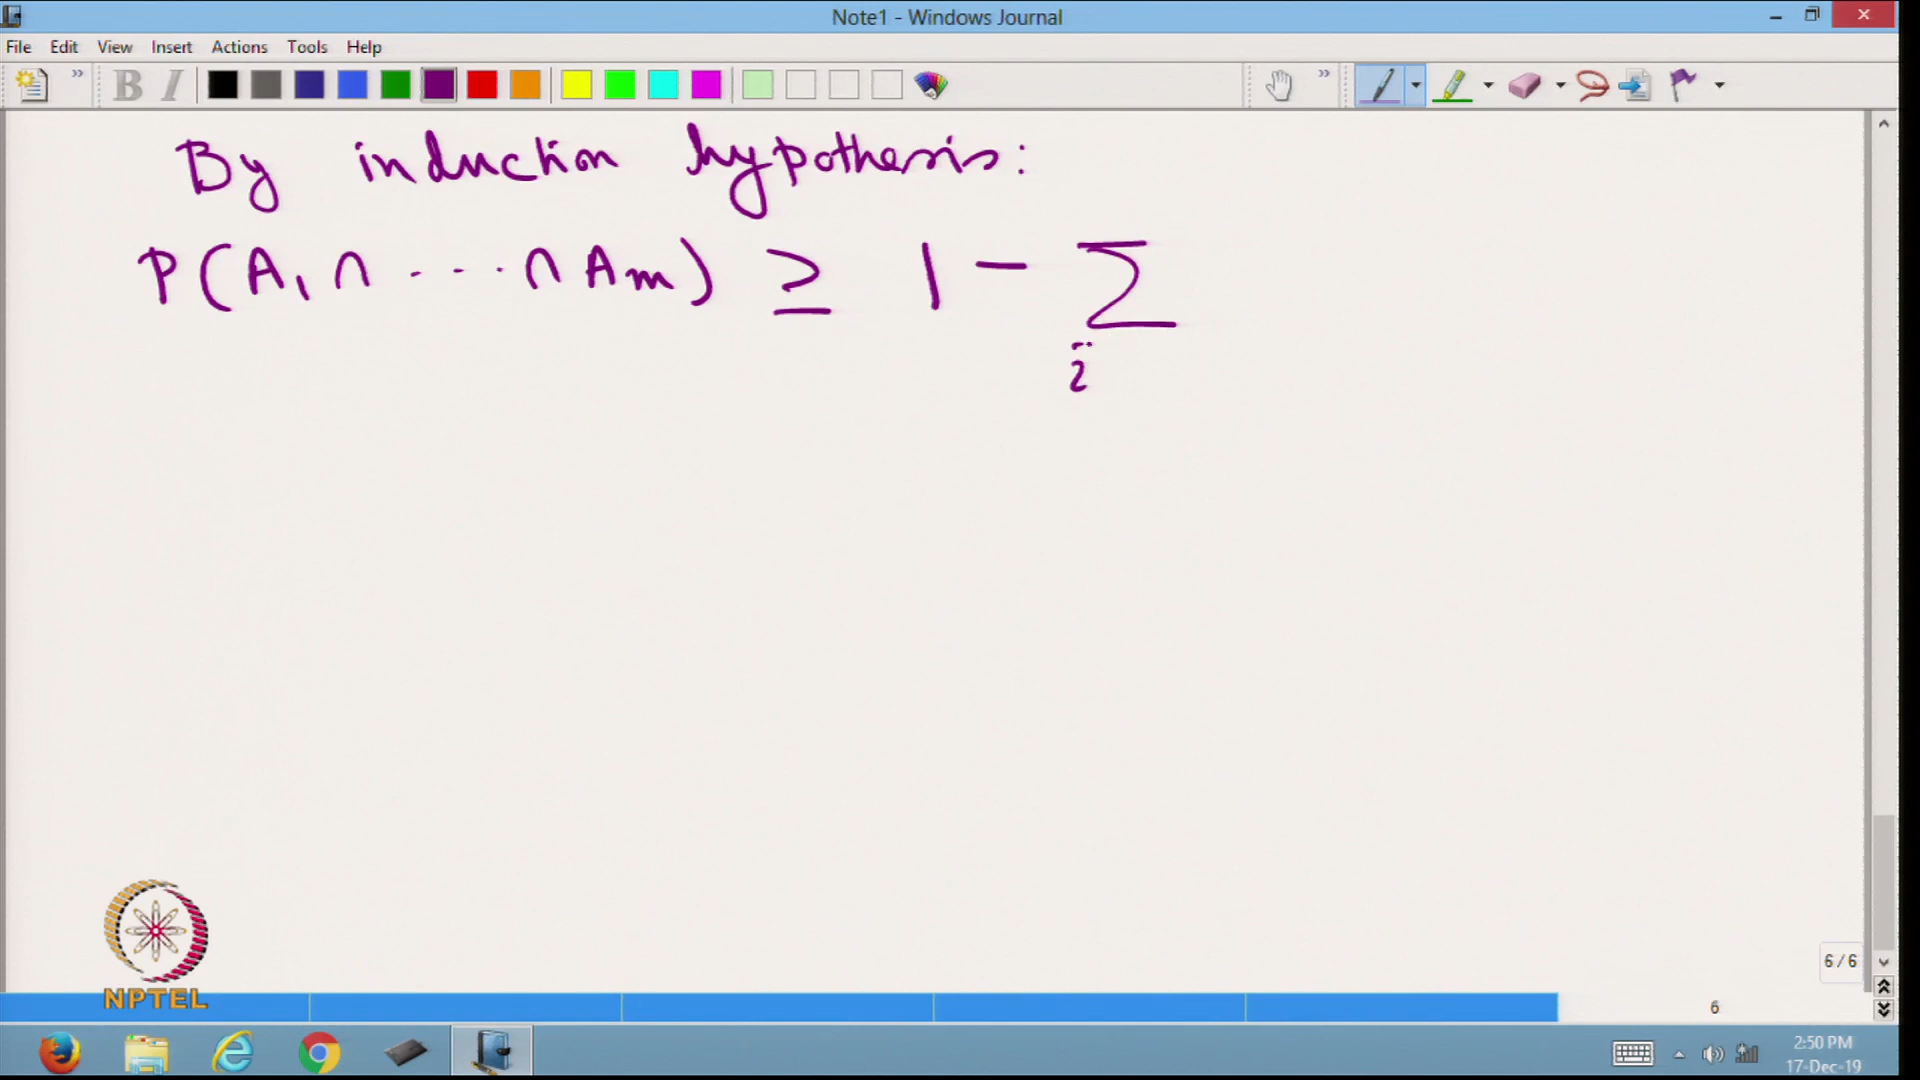 Note1 - Windows Journal
File Edit View Insert Actions Tools Help
B I
By induction hypothesis:
P(A₁ ∩ ... ∩ Aₘ) ≥ 1 - Σ
i
6 / 6
NPTEL
6
2:50 PM
17-Dec-19